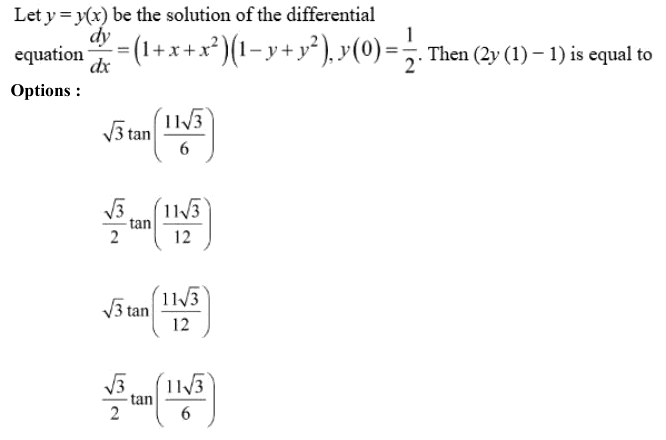 Let y = y(x) be the solution of the differential
equation dy/dx = (1+x+x²)(1−y+y²), y(0) = 1/2. Then (2y (1) − 1) is equal to
Options :
√3 tan(11√3/6)
√3/2 tan(11√3/12)
√3 tan(11√3/12)
√3/2 tan(11√3/6)